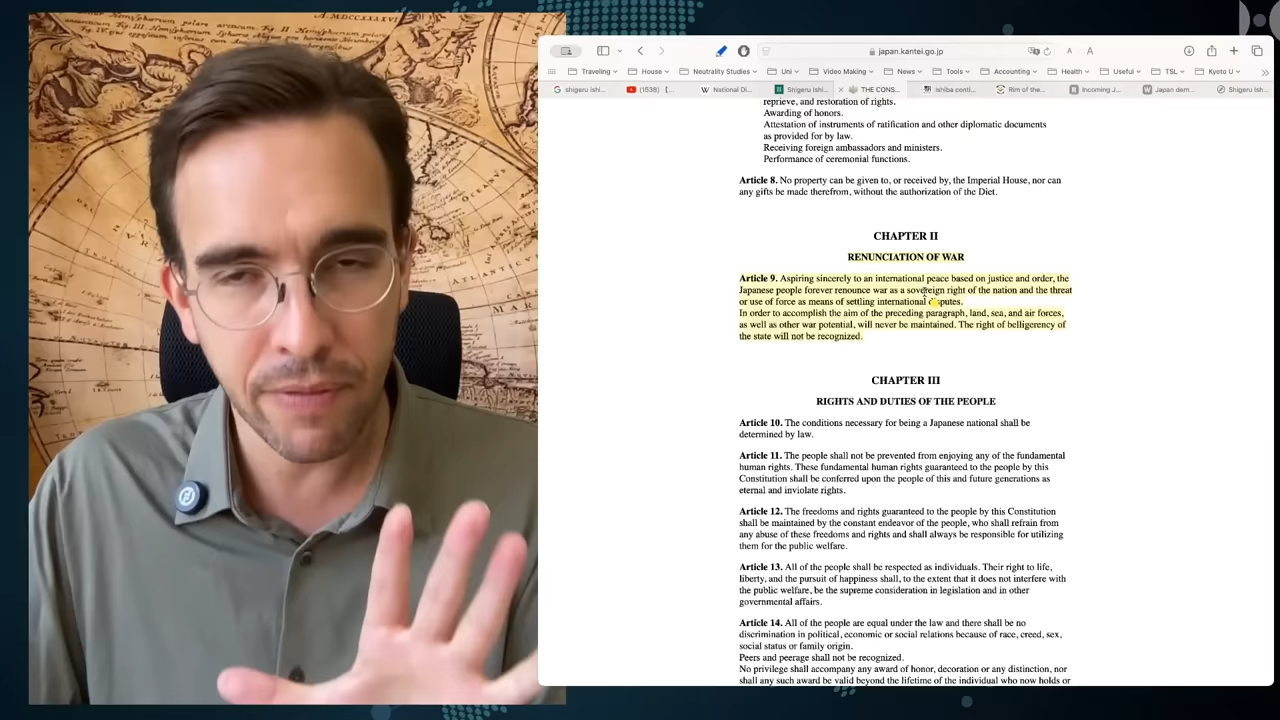 A.M.D.CCCXXXVI
japan.kantei.go.jp
A A
Traveling House Neutrality Studies Uni Video Making News Tools Accounting Health Useful TSL Kyoto U
shigeru ishi... (1538) [... National Di... Shigeru ishi... THE CONS... ishiba conti... Rim of the... Incoming J... Japan dem... Shigeru ish...
reprieve, and restoration of rights.
Awarding of honors.
Attestation of instruments of ratification and other diplomatic documents
as provided for by law.
Receiving foreign ambassadors and ministers.
Performance of ceremonial functions.
Article 8. No property can be given to, or received by, the Imperial House, nor can
any gifts be made therefrom, without the authorization of the Diet.
CHAPTER II
RENUNCIATION OF WAR
Article 9. Aspiring sincerely to an international peace based on justice and order, the
Japanese people forever renounce war as a sovereign right of the nation and the threat
or use of force as means of settling international disputes.
In order to accomplish the aim of the preceding paragraph, land, sea, and air forces,
as well as other war potential, will never be maintained. The right of belligerency of
the state will not be recognized.
CHAPTER III
RIGHTS AND DUTIES OF THE PEOPLE
Article 10. The conditions necessary for being a Japanese national shall be
determined by law.
Article 11. The people shall not be prevented from enjoying any of the fundamental
human rights. These fundamental human rights guaranteed to the people by this
Constitution shall be conferred upon the people of this and future generations as
eternal and inviolate rights.
Article 12. The freedoms and rights guaranteed to the people by this Constitution
shall be maintained by the constant endeavor of the people, who shall refrain from
any abuse of these freedoms and rights and shall always be responsible for utilizing
them for the public welfare.
Article 13. All of the people shall be respected as individuals. Their right to life,
liberty, and the pursuit of happiness shall, to the extent that it does not interfere with
the public welfare, be the supreme consideration in legislation and in other
governmental affairs.
Article 14. All of the people are equal under the law and there shall be no
discrimination in political, economic or social relations because of race, creed, sex,
social status or family origin.
Peers and peerage shall not be recognized.
No privilege shall accompany any award of honor, decoration or any distinction, nor
shall any such award be valid beyond the lifetime of the individual who now holds or